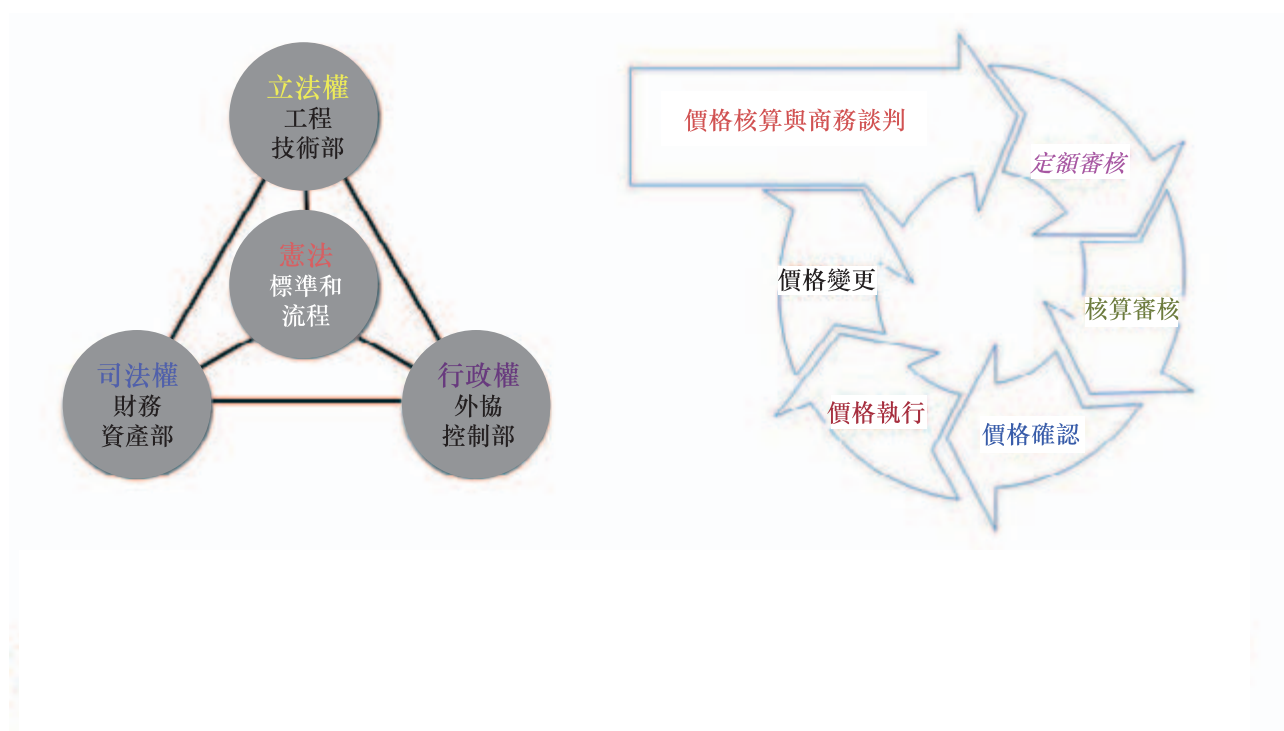 立法權
工程
技術部
憲法
標準和
流程
司法權
財務
資產部
行政權
外協
控制部
價格核算與商務談判
定額審核
核算審核
價格確認
價格執行
價格變更